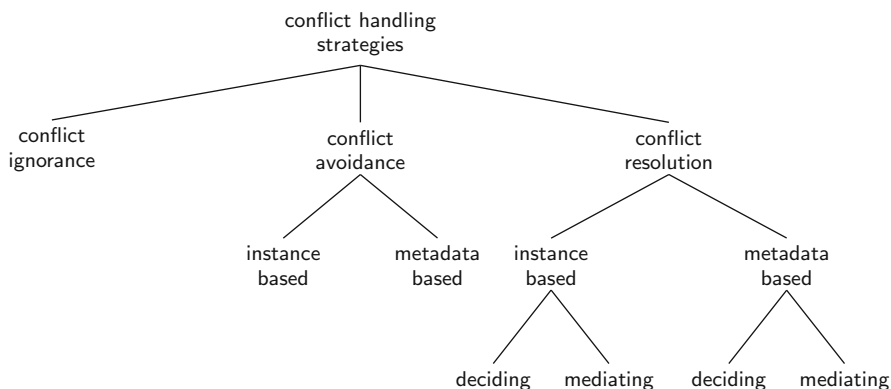 conflict handling
strategies
conflict
ignorance
conflict
avoidance
conflict
resolution
instance
based
metadata
based
instance
based
metadata
based
deciding
mediating
deciding
mediating